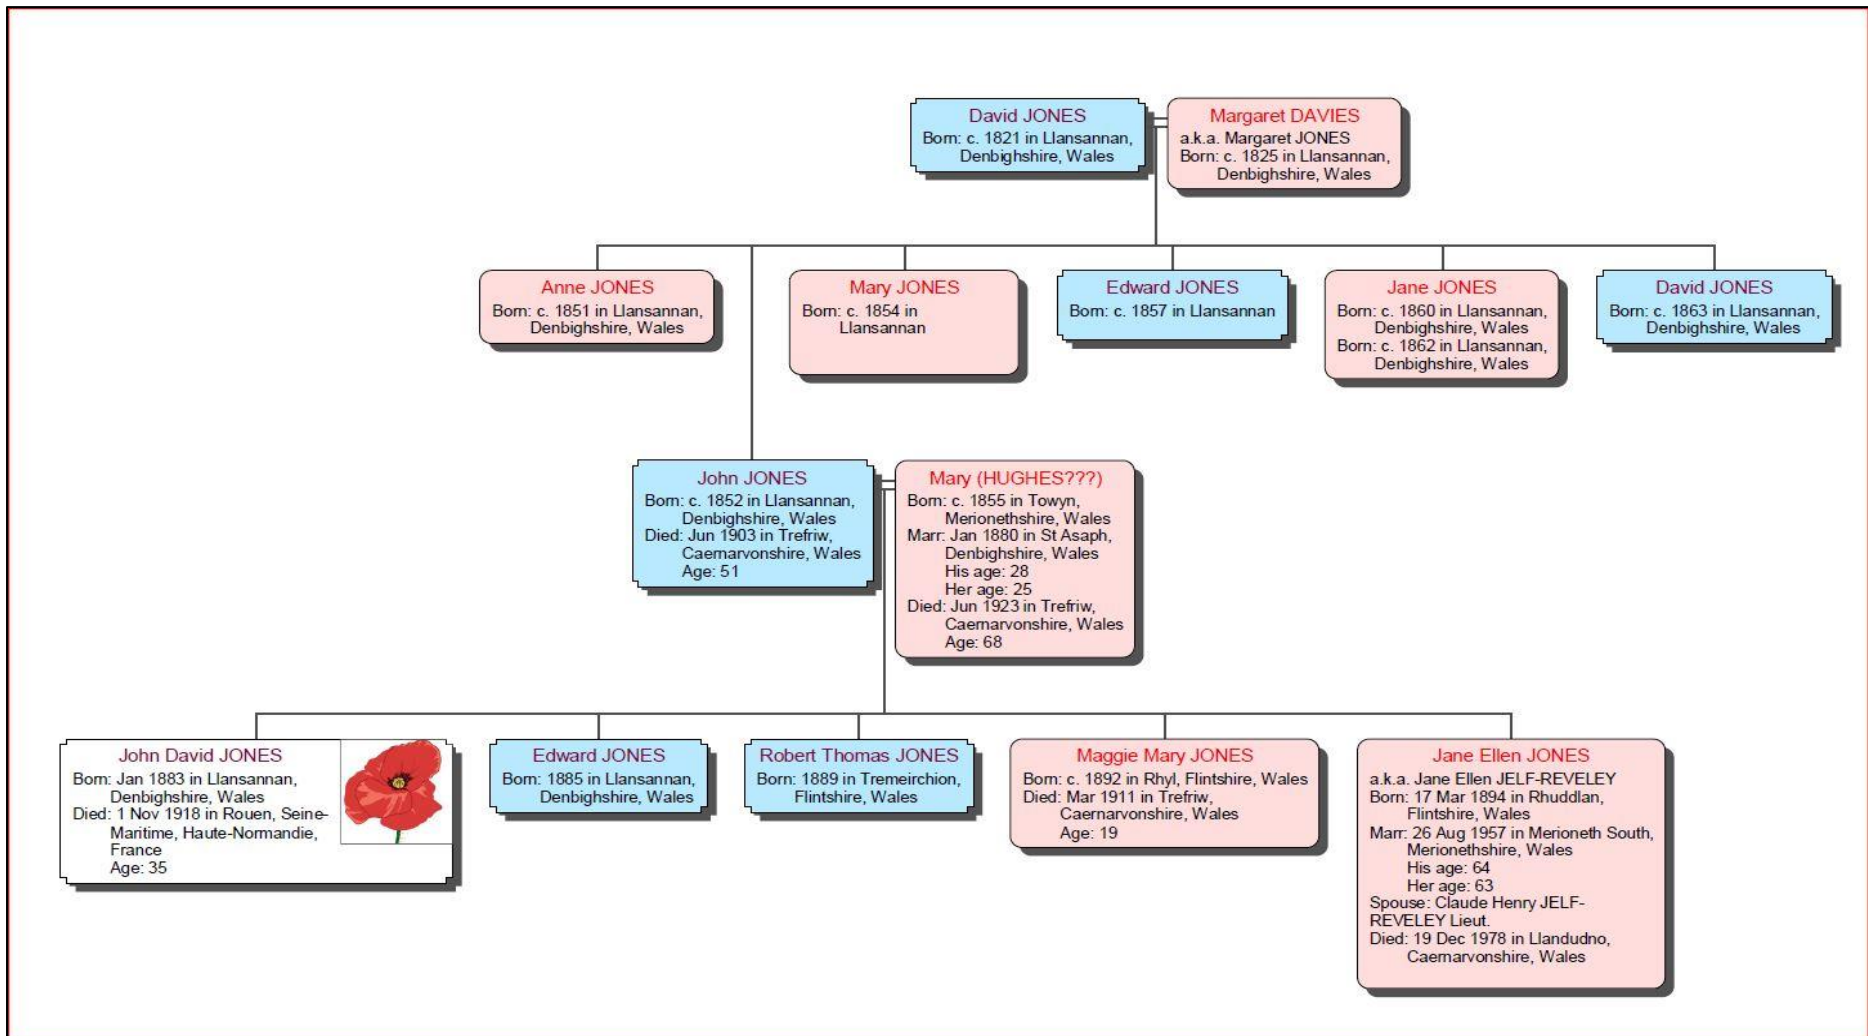 David JONES
Born: c. 1821 in Llansannan,
Denbighshire, Wales
Margaret DAVIES
a.k.a. Margaret JONES
Born: c. 1825 in Llansannan,
Denbighshire, Wales
Anne JONES
Born: c. 1851 in Llansannan,
Denbighshire, Wales
Mary JONES
Born: c. 1854 in
Llansannan
Edward JONES
Born: c. 1857 in Llansannan
Jane JONES
Born: c. 1860 in Llansannan,
Denbighshire, Wales
Born: c. 1862 in Llansannan,
Denbighshire, Wales
David JONES
Born: c. 1863 in Llansannan,
Denbighshire, Wales
John JONES
Born: c. 1852 in Llansannan,
Denbighshire, Wales
Died: Jun 1903 in Trefriw,
Caernarvonshire, Wales
Age: 51
Mary (HUGHES???)
Born: c. 1855 in Towyn,
Merionethshire, Wales
Marr: Jan 1880 in St Asaph,
Denbighshire, Wales
His age: 28
Her age: 25
Died: Jun 1923 in Trefriw,
Caernarvonshire, Wales
Age: 68
John David JONES
Born: Jan 1883 in Llansannan,
Denbighshire, Wales
Died: 1 Nov 1918 in Rouen, Seine-
Maritime, Haute-Normandie,
France
Age: 35
Edward JONES
Born: 1885 in Llansannan,
Denbighshire, Wales
Robert Thomas JONES
Born: 1889 in Tremeirchion,
Flintshire, Wales
Maggie Mary JONES
Born: c. 1892 in Rhyl, Flintshire, Wales
Died: Mar 1911 in Trefriw,
Caernarvonshire, Wales
Age: 19
Jane Ellen JONES
a.k.a. Jane Ellen JELF-REVELEY
Born: 17 Mar 1894 in Rhuddlan,
Flintshire, Wales
Marr: 26 Aug 1957 in Merioneth South,
Merionethshire, Wales
His age: 64
Her age: 63
Spouse: Claude Henry JELF-
REVELEY Lieut.
Died: 19 Dec 1978 in Llandudno,
Caernarvonshire, Wales